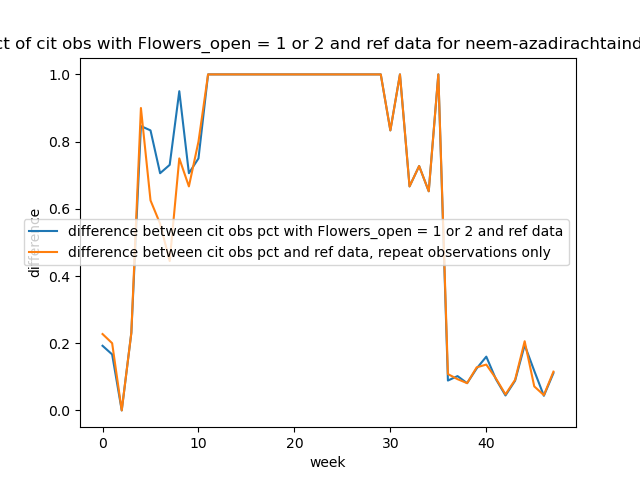 ct of cit obs with Flowers_open = 1 or 2 and ref data for neem-azadirachtaind
1.0
0.8
0.6
0.4
0.2
0.0
difference
difference between cit obs pct with Flowers_open = 1 or 2 and ref data
difference between cit obs pct and ref data, repeat observations only
0 10 20 30 40
week